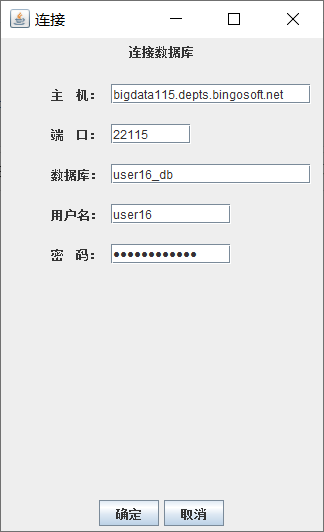 连接
连接数据库
主 机： bigdata115.depts.bingosoft.net
端 口： 22115
数据库： user16_db
用户名： user16
密 码： ●●●●●●●●●●●●
确定 取消